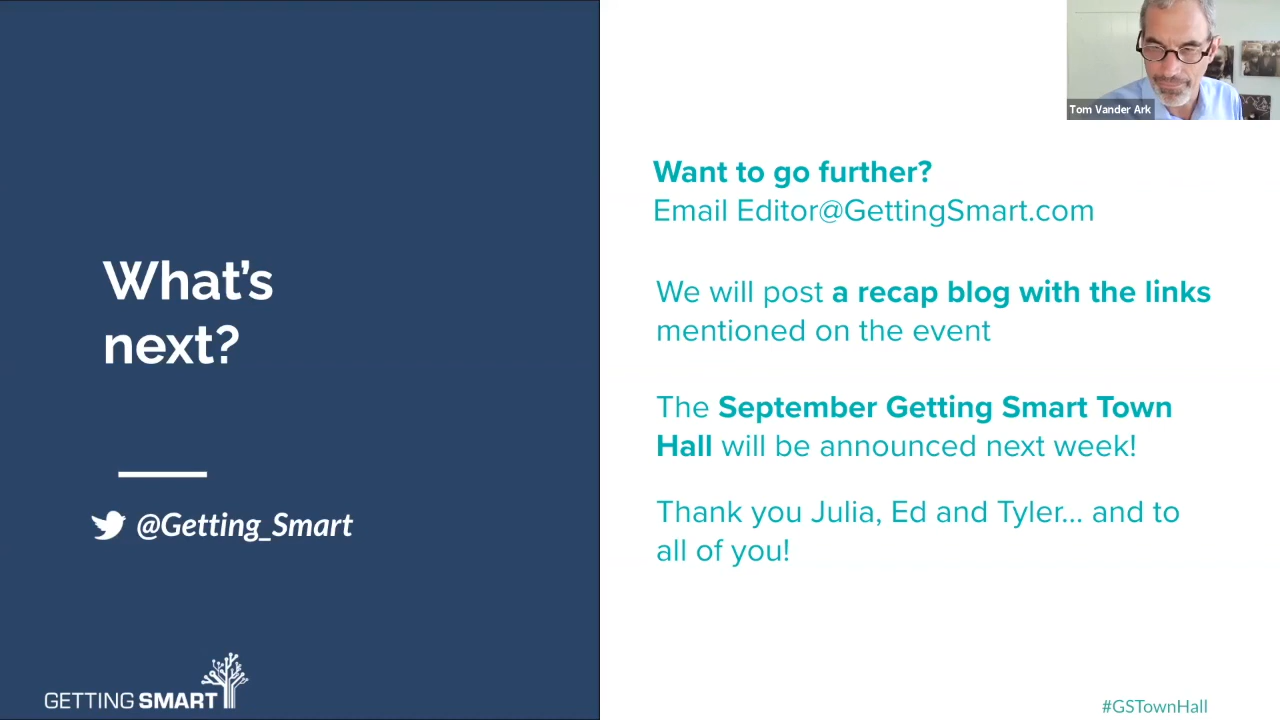 What's
next?
@Getting_Smart
GETTING SMART
Tom Vander Ark
Want to go further?
Email Editor@GettingSmart.com
We will post a recap blog with the links
mentioned on the event
The September Getting Smart Town
Hall will be announced next week!
Thank you Julia, Ed and Tyler... and to
all of you!
#GSTownHall